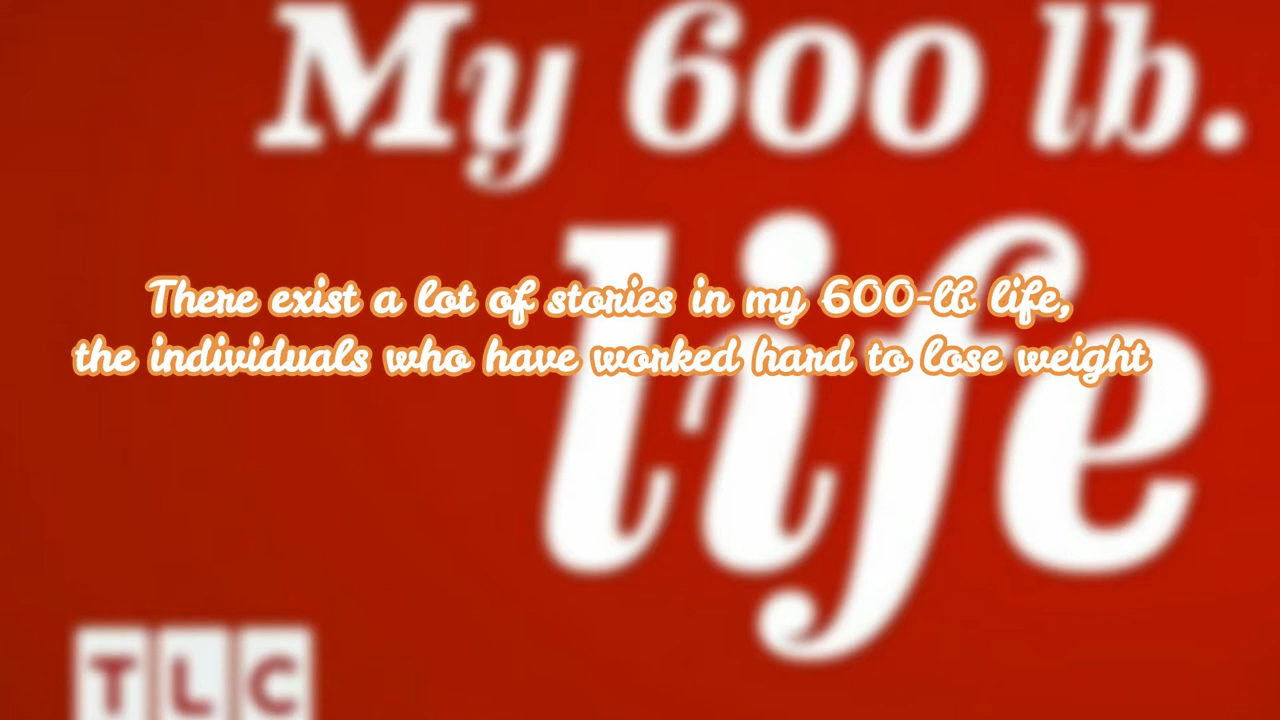 My 600 lb.
life
There exist a lot of stories in my 600-lb life,
the individuals who have worked hard to lose weight
TLC